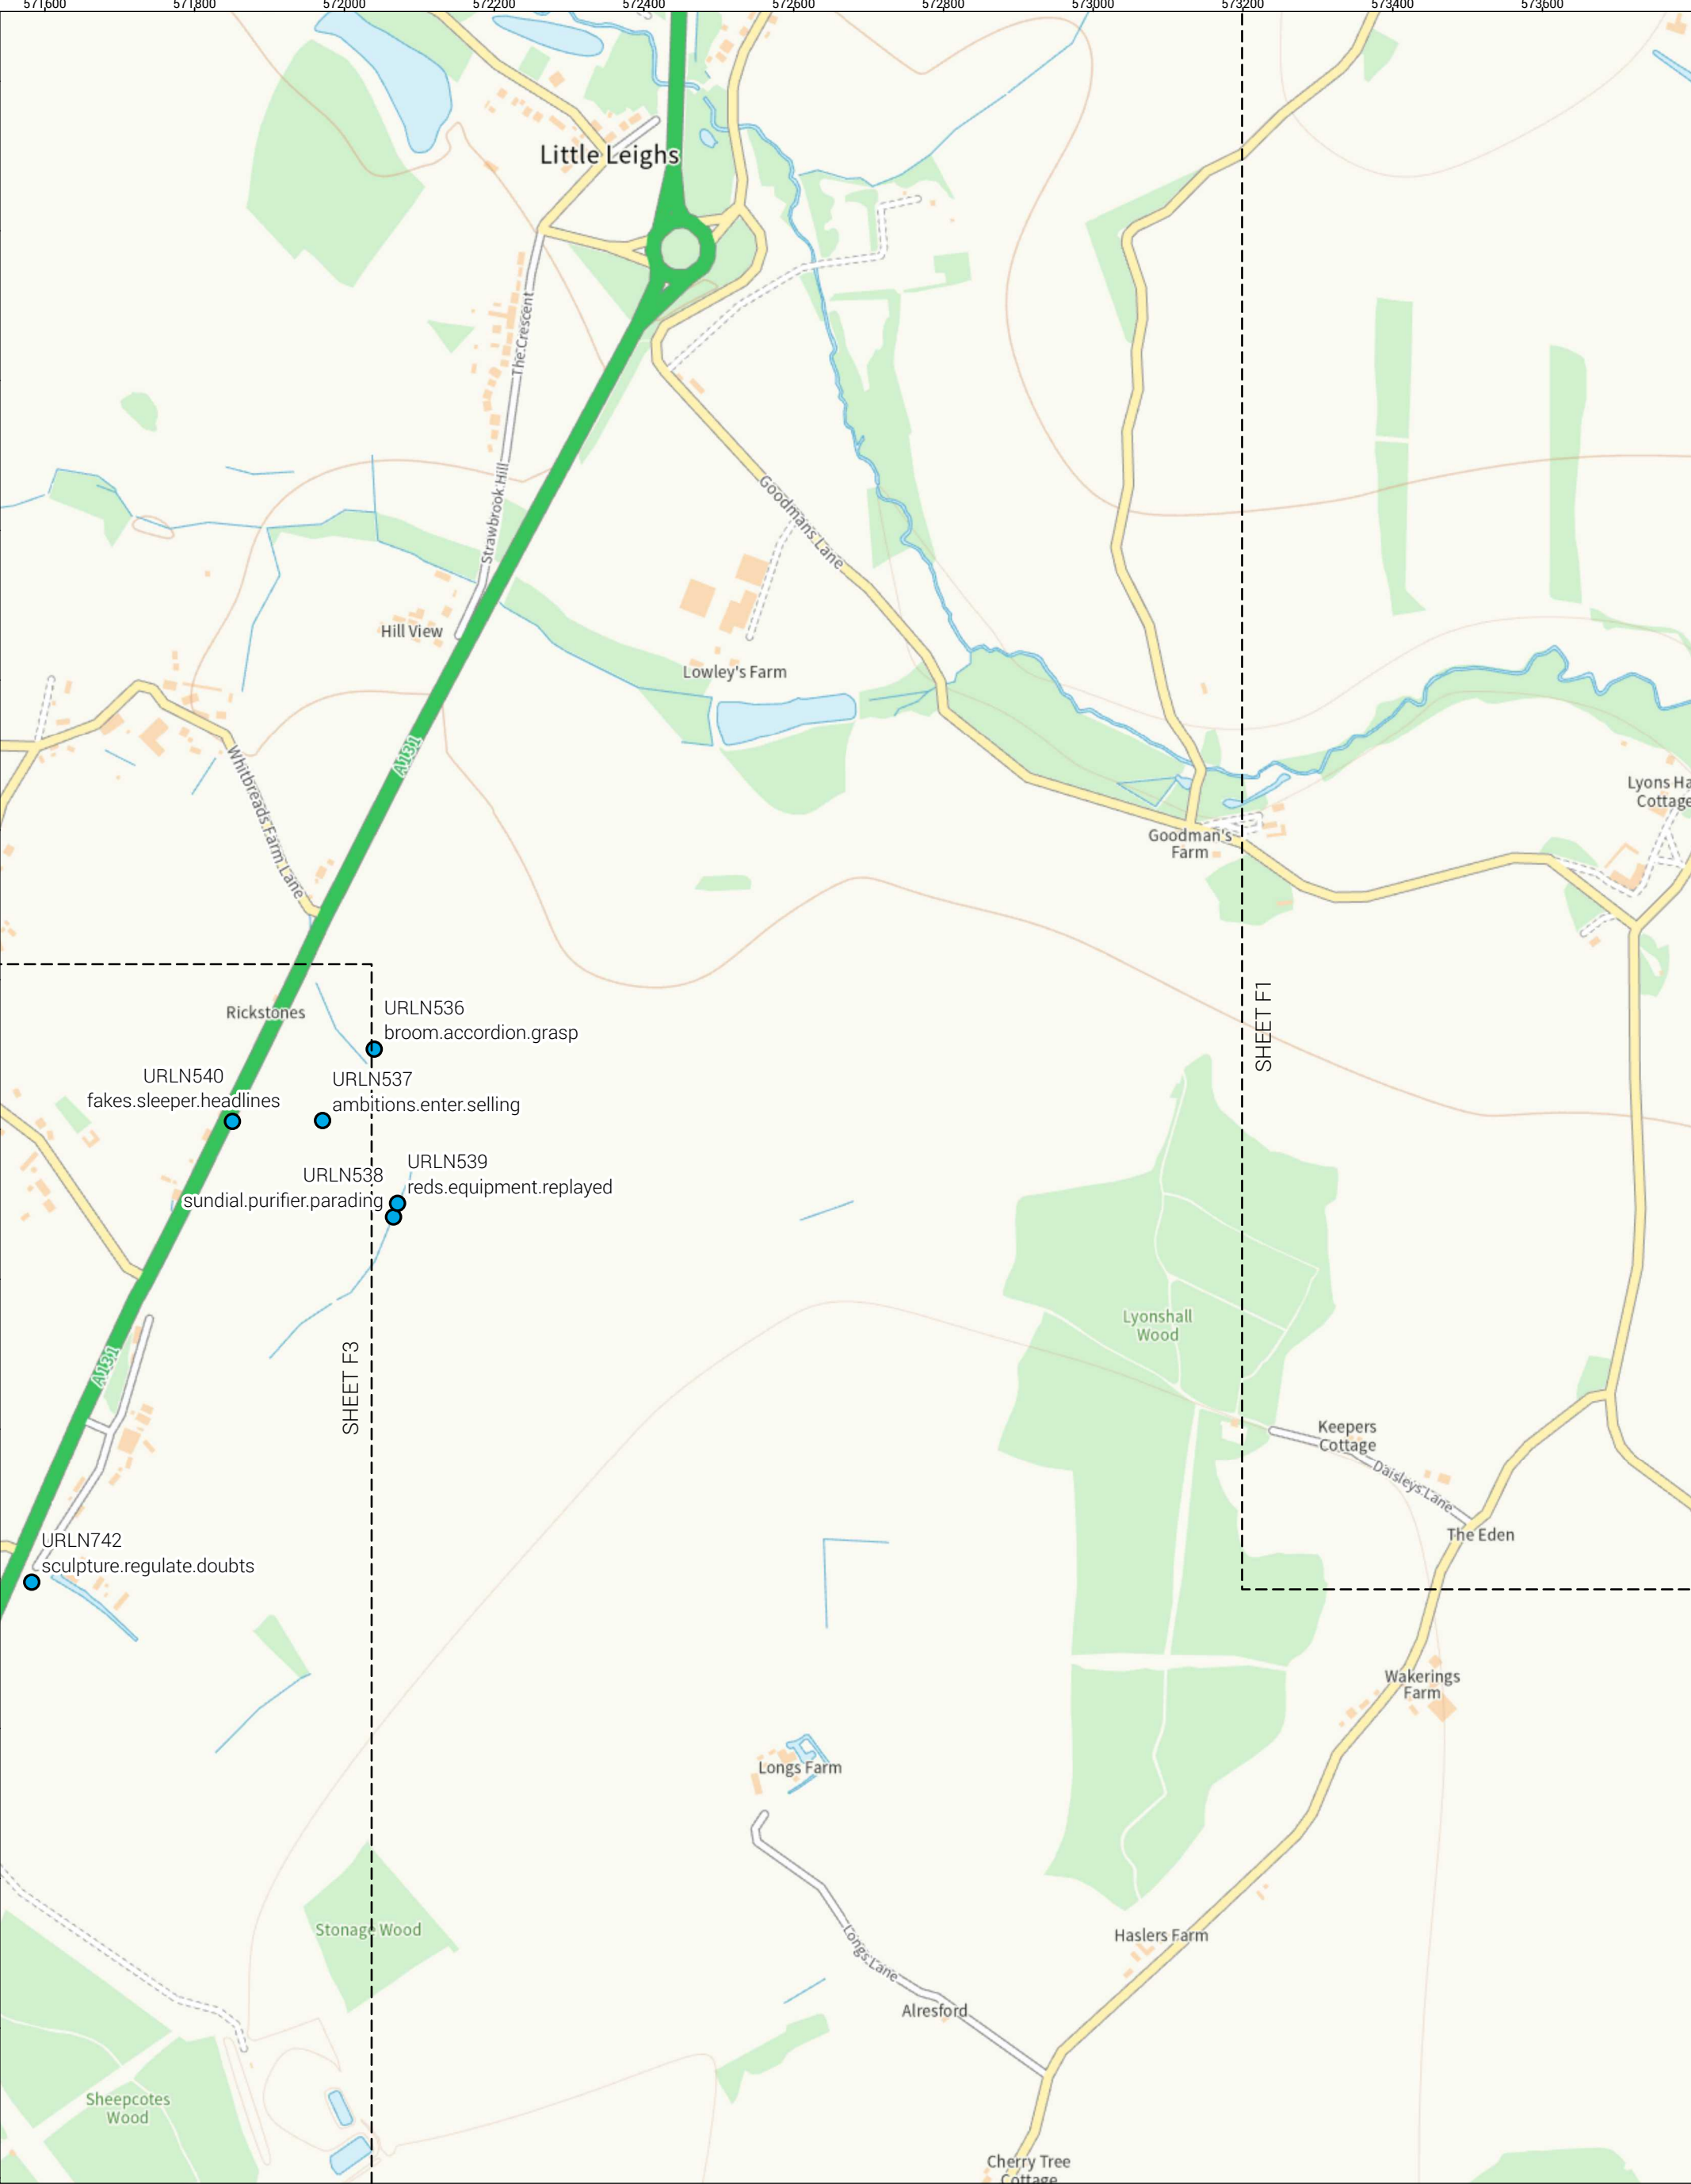 571600
571800
572000
572200
572400
572600
572800
573000
573200
573400
573600
Little Leighs
The Crescent
Strawbrook Hill
Goodmans Lane
Hill View
Lowley's Farm
A131
Whitbreads Farm Lane
Lyons Ha
Cottage
Goodman's
Farm
SHEET F1
Rickstones
URLN536
broom.accordion.grasp
URLN540
fakes.sleeper.headlines
URLN537
ambitions.enter.selling
URLN538
sundial.purifier.parading
URLN539
reds.equipment.replayed
Lyonshall
Wood
SHEET F3
A131
Keepers
Cottage
Daisleys Lane
The Eden
URLN742
sculpture.regulate.doubts
Wakerings
Farm
Longs Farm
Stonage Wood
Longs Lane
Haslers Farm
Alresford
Sheepcotes
Wood
Cherry Tree
Cottage